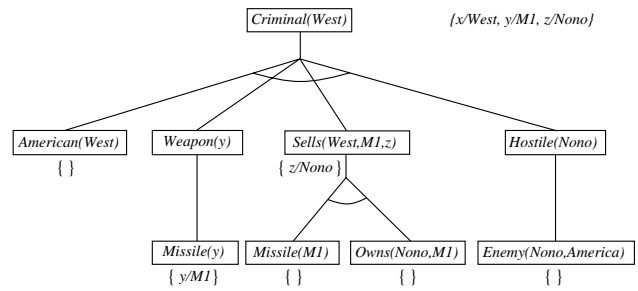 Criminal(West) {x/West, y/M1, z/Nono}
American(West) Weapon(y) Sells(West,M1,z) Hostile(Nono)
{ } { z/Nono }
Missile(y) Missile(M1) Owns(Nono,M1) Enemy(Nono,America)
{ y/M1 } { } { } { }